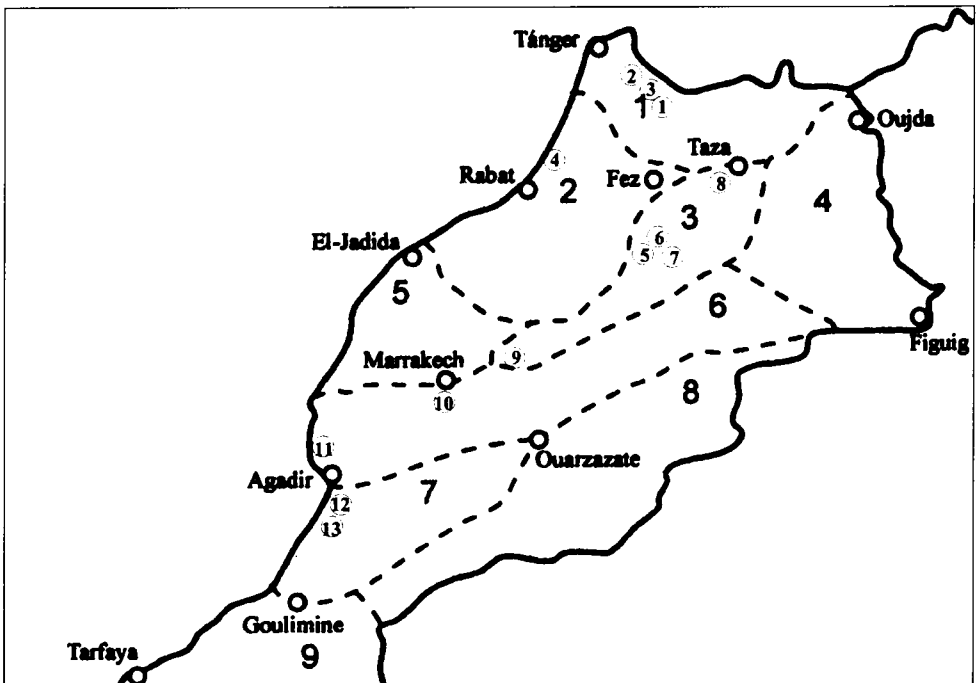 Tánger
2
3
1
1
Oujda
Taza
4
Rabat
2
Fez
8
3
4
El-Jadida
6
5
7
5
6
Figuig
Marrakech
9
10
8
11
Ouarzazate
Agadir
7
12
13
Goulimine
Tarfaya
9